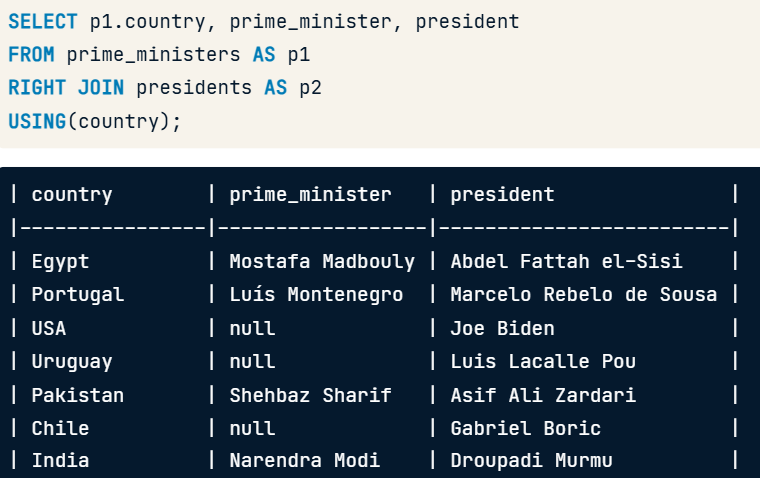 SELECT p1.country, prime_minister, president
FROM prime_ministers AS p1
RIGHT JOIN presidents AS p2
USING(country);
| country        | prime_minister   | president               |
|----------------|------------------|-------------------------|
| Egypt          | Mostafa Madbouly | Abdel Fattah el-Sisi    |
| Portugal       | Luís Montenegro  | Marcelo Rebelo de Sousa |
| USA            | null             | Joe Biden               |
| Uruguay        | null             | Luis Lacalle Pou        |
| Pakistan       | Shehbaz Sharif   | Asif Ali Zardari        |
| Chile          | null             | Gabriel Boric           |
| India          | Narendra Modi    | Droupadi Murmu          |